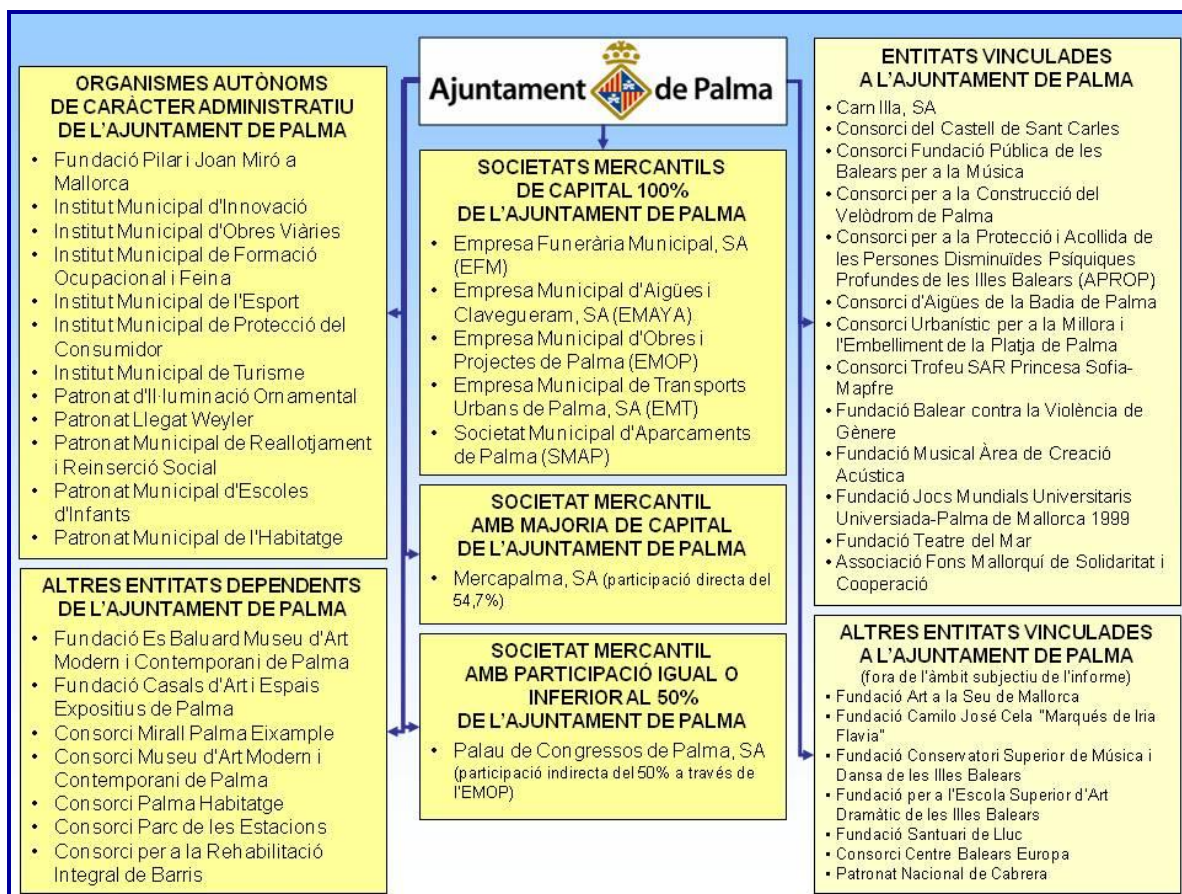 Ajuntament de Palma
ORGANISMES AUTÒNOMS
DE CARÀCTER ADMINISTRATIU
DE L'AJUNTAMENT DE PALMA
• Fundació Pilar i Joan Miró a
Mallorca
• Institut Municipal d'Innovació
• Institut Municipal d'Obres Viàries
• Institut Municipal de Formació
Ocupacional i Feina
• Institut Municipal de l'Esport
• Institut Municipal de Protecció del
Consumidor
• Institut Municipal de Turisme
• Patronat d'Il·luminació Ornamental
• Patronat Llegat Weyler
• Patronat Municipal de Reallotjament
i Reinserció Social
• Patronat Municipal d'Escoles
d'Infants
• Patronat Municipal de l'Habitatge
ALTRES ENTITATS DEPENDENTS
DE L'AJUNTAMENT DE PALMA
• Fundació Es Baluard Museu d'Art
Modern i Contemporani de Palma
• Fundació Casals d'Art i Espais
Expositius de Palma
• Consorci Mirall Palma Eixample
• Consorci Museu d'Art Modern i
Contemporani de Palma
• Consorci Palma Habitatge
• Consorci Parc de les Estacions
• Consorci per a la Rehabilitació
Integral de Barris
SOCIETATS MERCANTILS
DE CAPITAL 100%
DE L'AJUNTAMENT DE PALMA
• Empresa Funerària Municipal, SA
(EFM)
• Empresa Municipal d'Aigües i
Clavegueram, SA (EMAYA)
• Empresa Municipal d'Obres i
Projectes de Palma (EMOP)
• Empresa Municipal de Transports
Urbans de Palma, SA (EMT)
• Societat Municipal d'Aparcaments
de Palma (SMAP)
SOCIETAT MERCANTIL
AMB MAJORIA DE CAPITAL
DE L'AJUNTAMENT DE PALMA
• Mercapalma, SA (participació directa del
54,7%)
SOCIETAT MERCANTIL
AMB PARTICIPACIÓ IGUAL O
INFERIOR AL 50%
DE L'AJUNTAMENT DE PALMA
• Palau de Congressos de Palma, SA
(participació indirecta del 50% a través de
l'EMOP)
ENTITATS VINCULADES
A L'AJUNTAMENT DE PALMA
• Carn Illa, SA
• Consorci del Castell de Sant Carles
• Consorci Fundació Pública de les
Balears per a la Música
• Consorci per a la Construcció del
Velòdrom de Palma
• Consorci per a la Protecció i Acollida de
les Persones Disminuïdes Psíquiques
Profundes de les Illes Balears (APROP)
• Consorci d'Aigües de la Badia de Palma
• Consorci Urbanístic per a la Millora i
l'Embelliment de la Platja de Palma
• Consorci Trofeu SAR Princesa Sofia-
Mapfre
• Fundació Balear contra la Violència de
Gènere
• Fundació Musical Àrea de Creació
Acústica
• Fundació Jocs Mundials Universitaris
Universiada-Palma de Mallorca 1999
• Fundació Teatre del Mar
• Associació Fons Mallorquí de Solidaritat i
Cooperació
ALTRES ENTITATS VINCULADES
A L'AJUNTAMENT DE PALMA
(fora de l'àmbit subjectiu de l'informe)
• Fundació Art a la Seu de Mallorca
• Fundació Camilo José Cela "Marqués de Iria
Flavia"
• Fundació Conservatori Superior de Música i
Dansa de les Illes Balears
• Fundació per a l'Escola Superior d'Art
Dramàtic de les Illes Balears
• Fundació Santuari de Lluc
• Consorci Centre Balears Europa
• Patronat Nacional de Cabrera